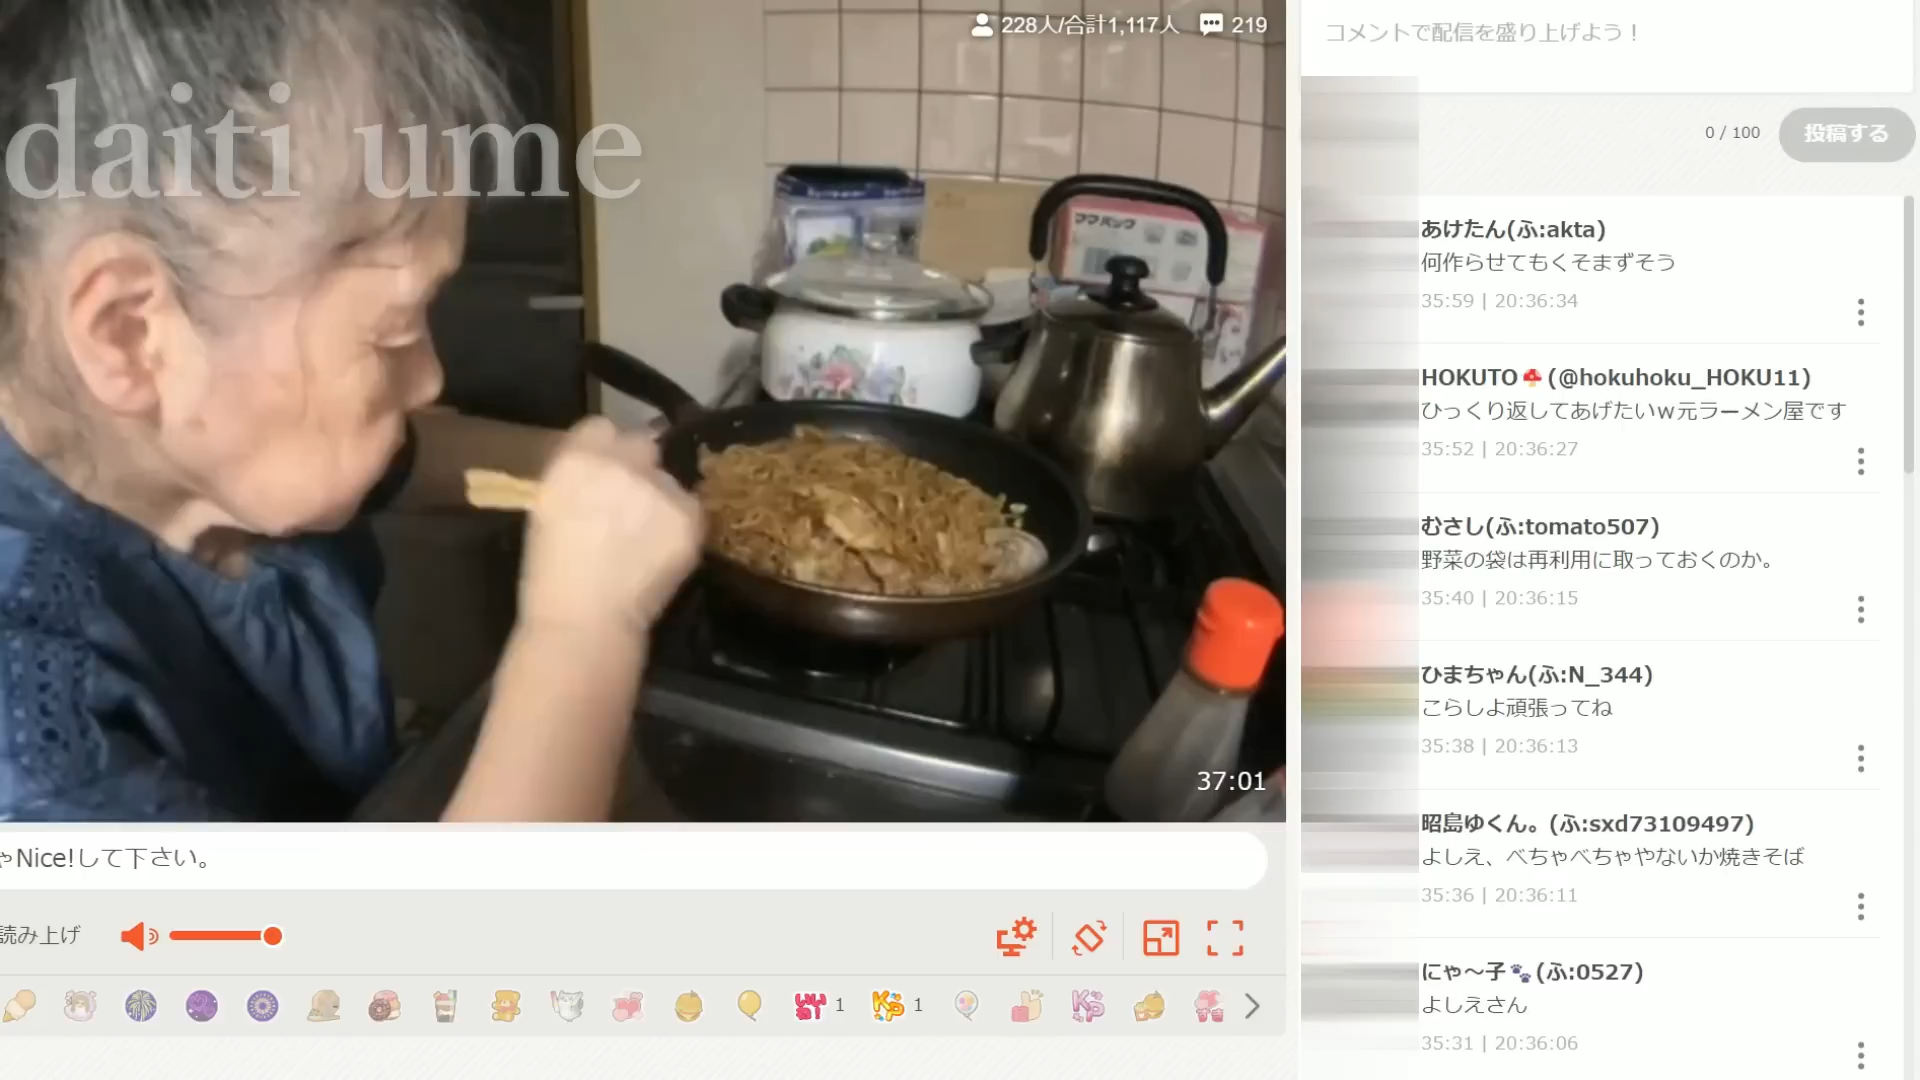 228人/合計1,117人 219
daiti ume
ママパック
37:01
ゃNice!して下さい。
読み上げ
いいね! 1 KP 1 KP
コメントで配信を盛り上げよう！
0 / 100 投稿する
あけたん(ふ:akta)
何作らせてもくそまずそう
35:59 | 20:36:34
HOKUTO🍄(@hokuhoku_HOKU11)
ひっくり返してあげたいｗ元ラーメン屋です
35:52 | 20:36:27
むさし(ふ:tomato507)
野菜の袋は再利用に取っておくのか。
35:40 | 20:36:15
ひまちゃん(ふ:N_344)
こらしよ頑張ってね
35:38 | 20:36:13
昭島ゆくん。(ふ:sxd73109497)
よしえ、べちゃべちゃやないか焼きそば
35:36 | 20:36:11
にゃ～子🐾(ふ:0527)
よしえさん
35:31 | 20:36:06